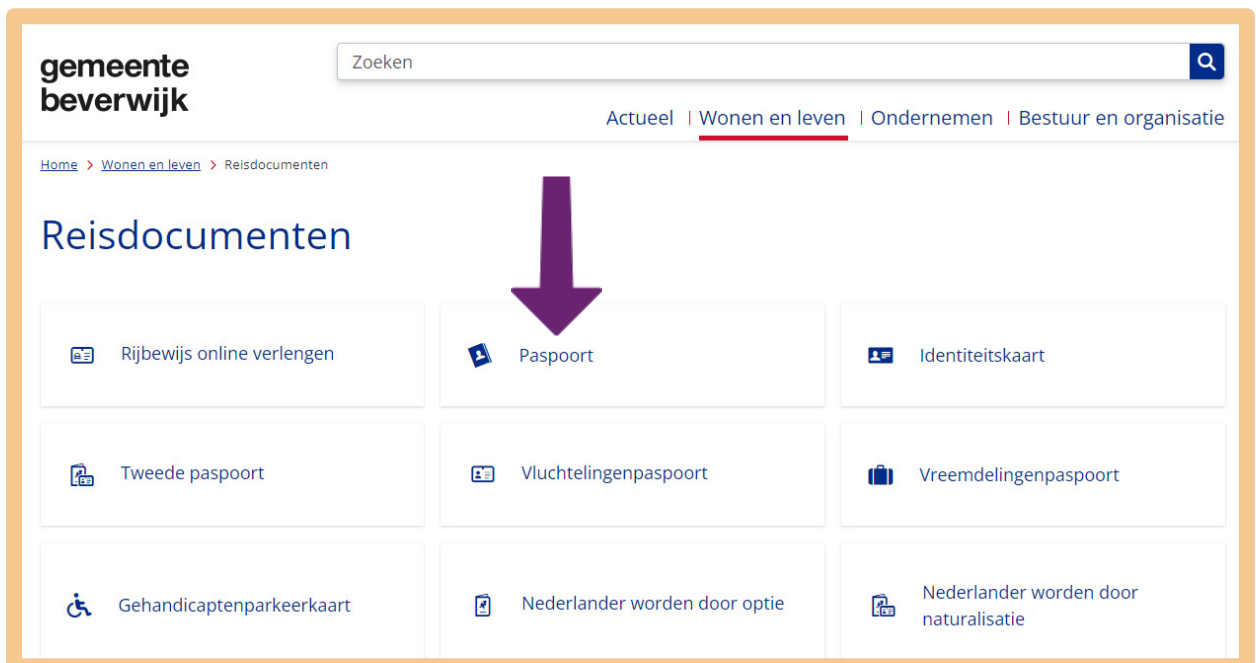 gemeente
beverwijk
Zoeken
Actueel | Wonen en leven | Ondernemen | Bestuur en organisatie
Home > Wonen en leven > Reisdocumenten
Reisdocumenten
Rijbewijs online verlengen
Paspoort
Identiteitskaart
Tweede paspoort
Vluchtelingenpaspoort
Vreemdelingenpaspoort
Gehandicaptenparkeerkaart
Nederlander worden door optie
Nederlander worden door
naturalisatie